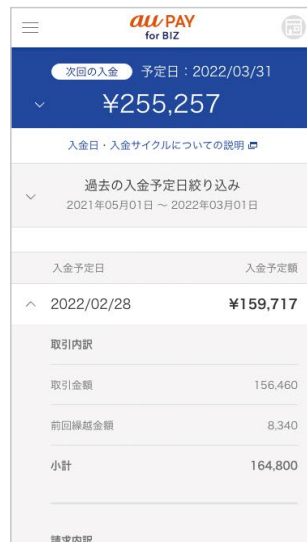 au PAY
for BIZ
次回の入金 予定日：2022/03/31
¥255,257
入金日・入金サイクルについての説明
過去の入金予定日絞り込み
2021年05月01日 ～ 2022年03月01日
入金予定日 入金予定額
2022/02/28 ¥159,717
取引内訳
取引金額 156,460
前回繰越金額 8,340
小計 164,800
請求内訳